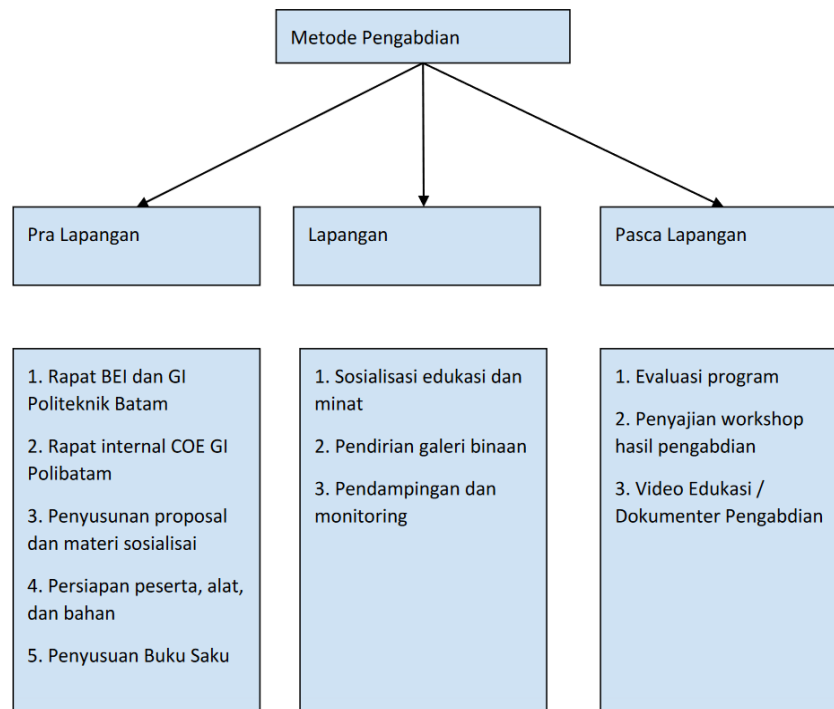 Metode Pengabdian
Pra Lapangan
Lapangan
Pasca Lapangan
1. Rapat BEI dan GI
Politeknik Batam
2. Rapat internal COE GI
Polibatam
3. Penyusunan proposal
dan materi sosialisai
4. Persiapan peserta, alat,
dan bahan
5. Penyusuan Buku Saku
1. Sosialisasi edukasi dan
minat
2. Pendirian galeri binaan
3. Pendampingan dan
monitoring
1. Evaluasi program
2. Penyajian workshop
hasil pengabdian
3. Video Edukasi /
Dokumenter Pengabdian